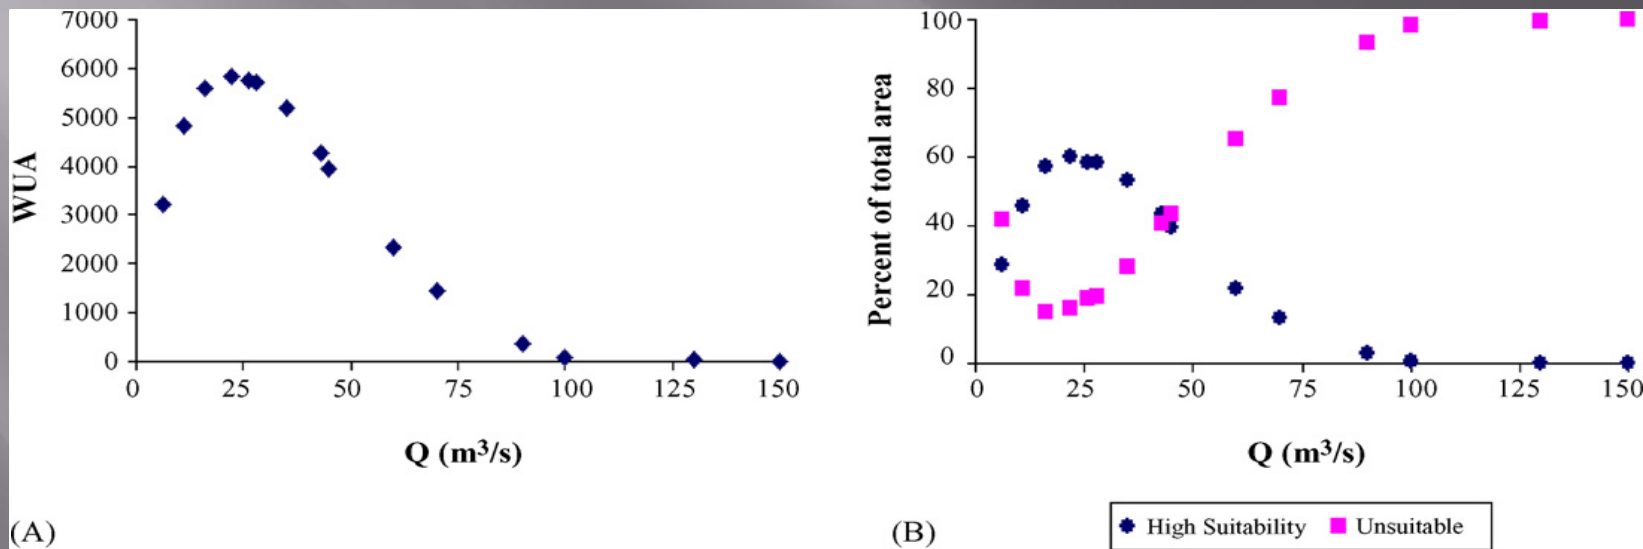 7000
6000
5000
4000
3000
2000
1000
0
WUA
0 25 50 75 100 125 150
Q (m³/s)
(A)
100
80
60
40
20
0
Percent of total area
0 25 50 75 100 125 150
Q (m³/s)
(B)
High Suitability Unsuitable